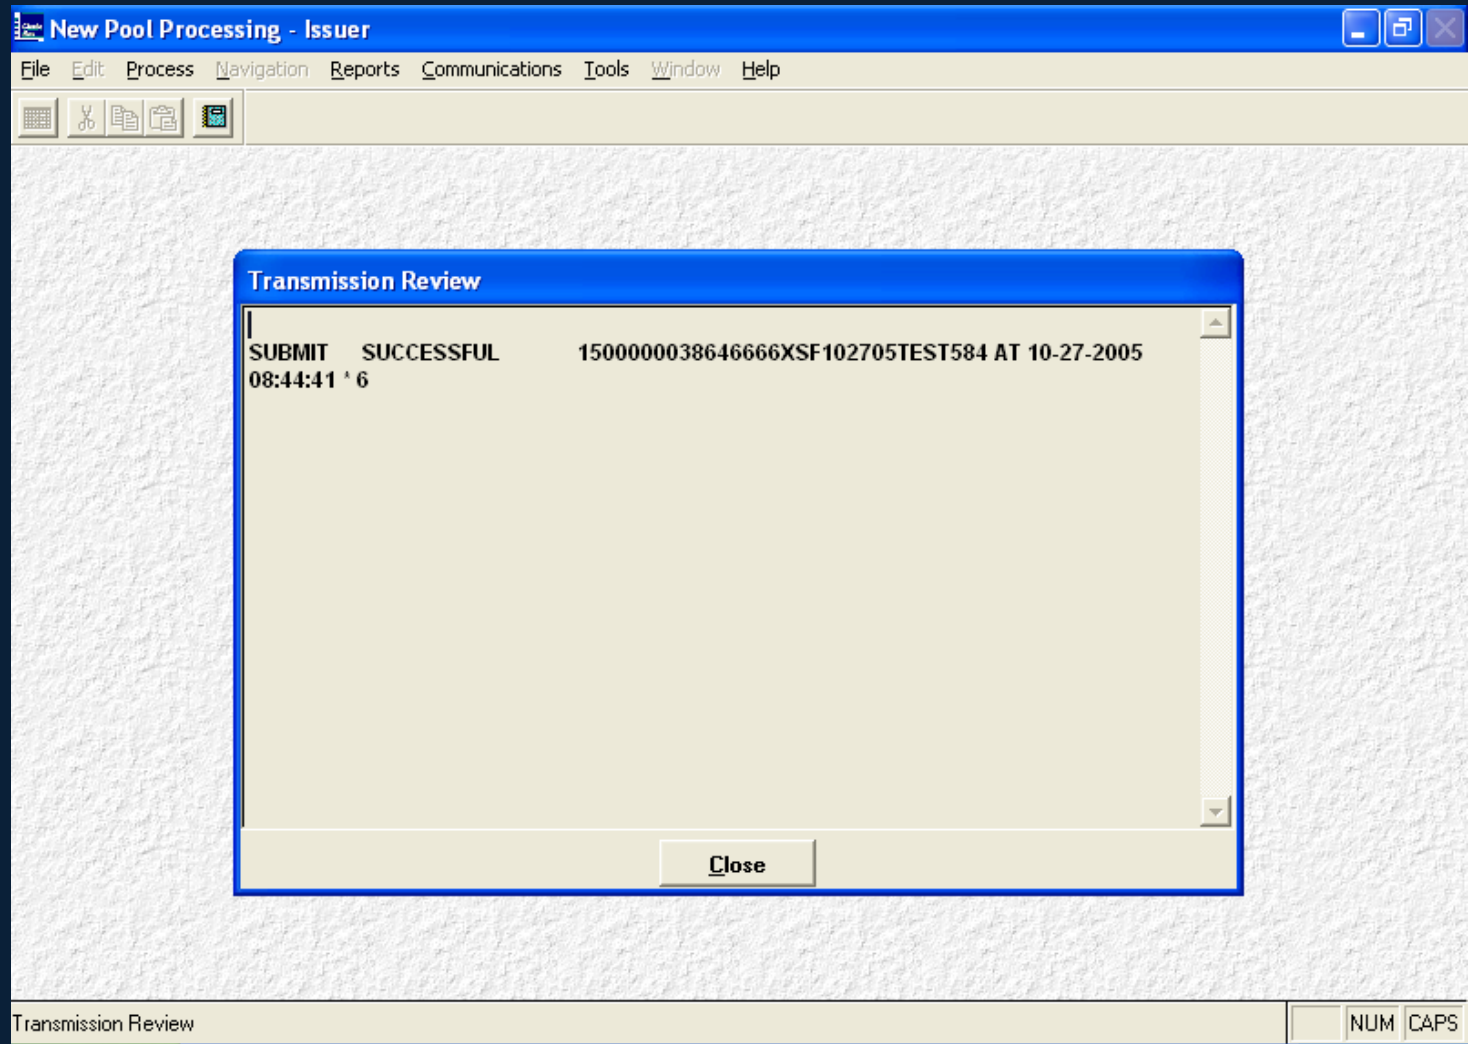 New Pool Processing - Issuer
File Edit Process Navigation Reports Communications Tools Window Help
Transmission Review
SUBMIT SUCCESSFUL 1500000038646666XSF102705TEST584 AT 10-27-2005
08:44:41 * 6
Close
Transmission Review NUM CAPS